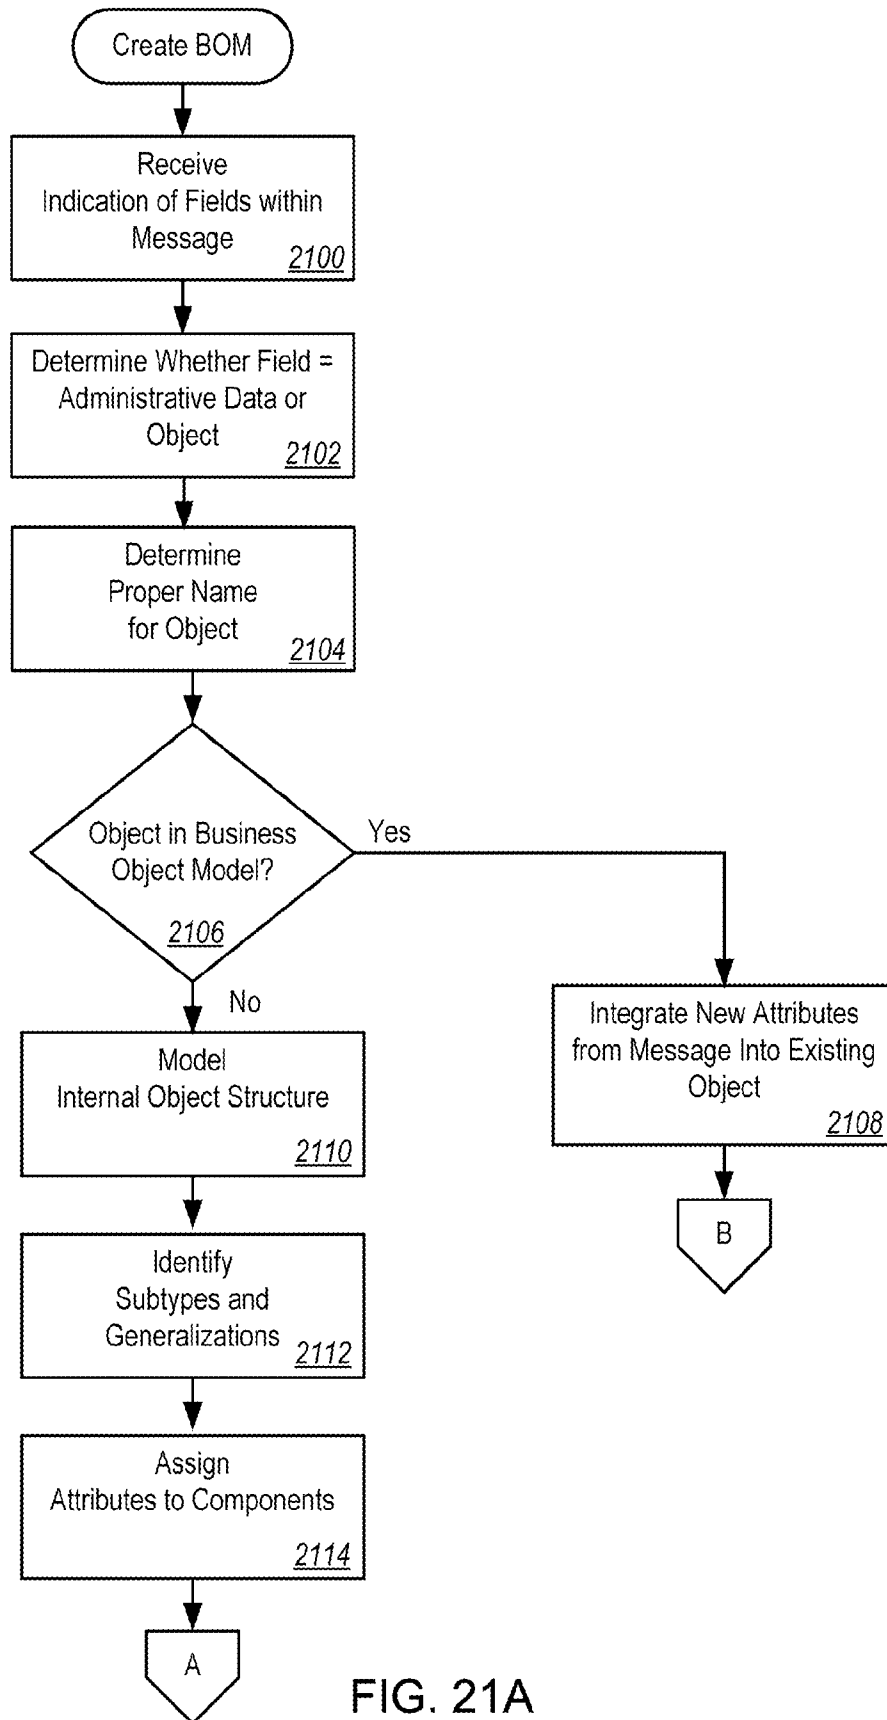 Create BOM
Receive
Indication of Fields within
Message
2100
Determine Whether Field =
Administrative Data or
Object
2102
Determine
Proper Name
for Object
2104
Object in Business
Object Model?
2106
Yes
No
Integrate New Attributes
from Message Into Existing
Object
2108
B
Model
Internal Object Structure
2110
Identify
Subtypes and
Generalizations
2112
Assign
Attributes to Components
2114
A
FIG. 21A